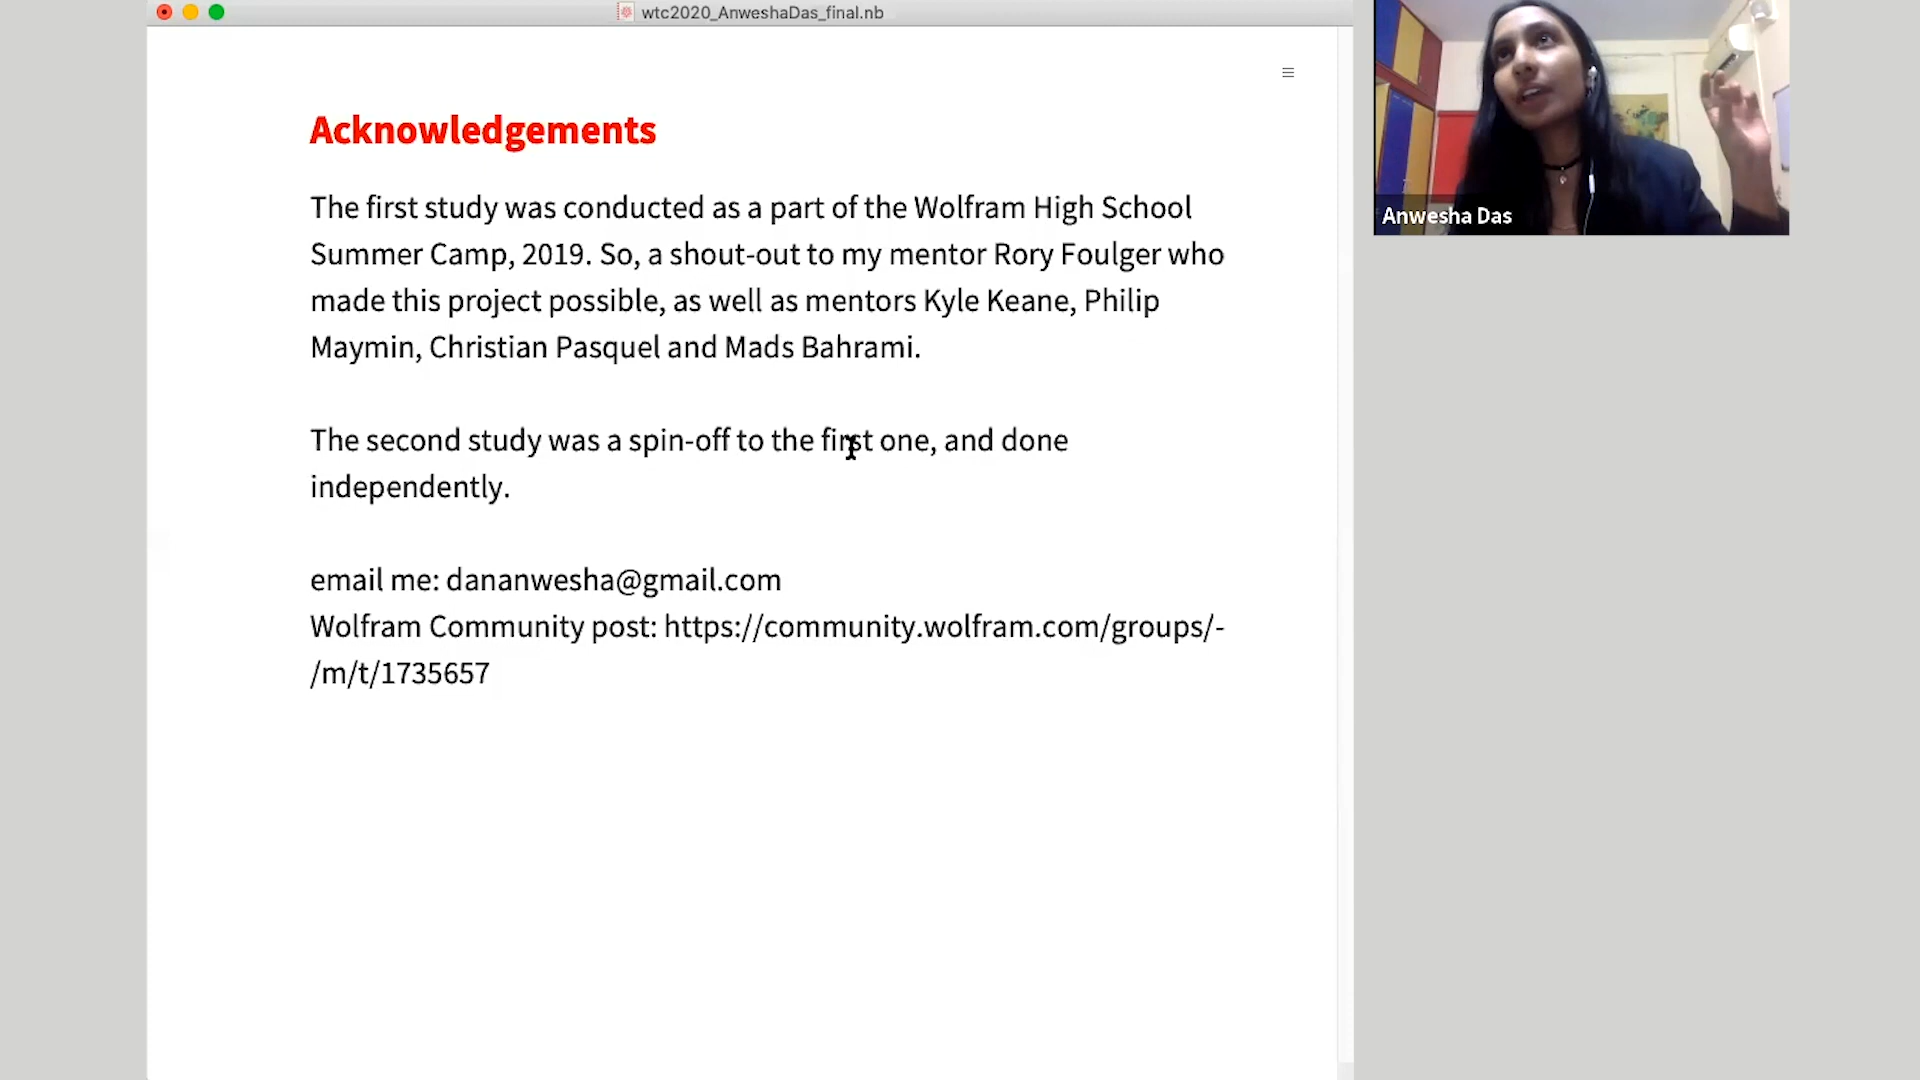 wtc2020_AnweshaDas_final.nb
Acknowledgements
The first study was conducted as a part of the Wolfram High School
Summer Camp, 2019. So, a shout-out to my mentor Rory Foulger who
made this project possible, as well as mentors Kyle Keane, Philip
Maymin, Christian Pasquel and Mads Bahrami.
The second study was a spin-off to the first one, and done
independently.
email me: dananwesha@gmail.com
Wolfram Community post: https://community.wolfram.com/groups/-
/m/t/1735657
Anwesha Das